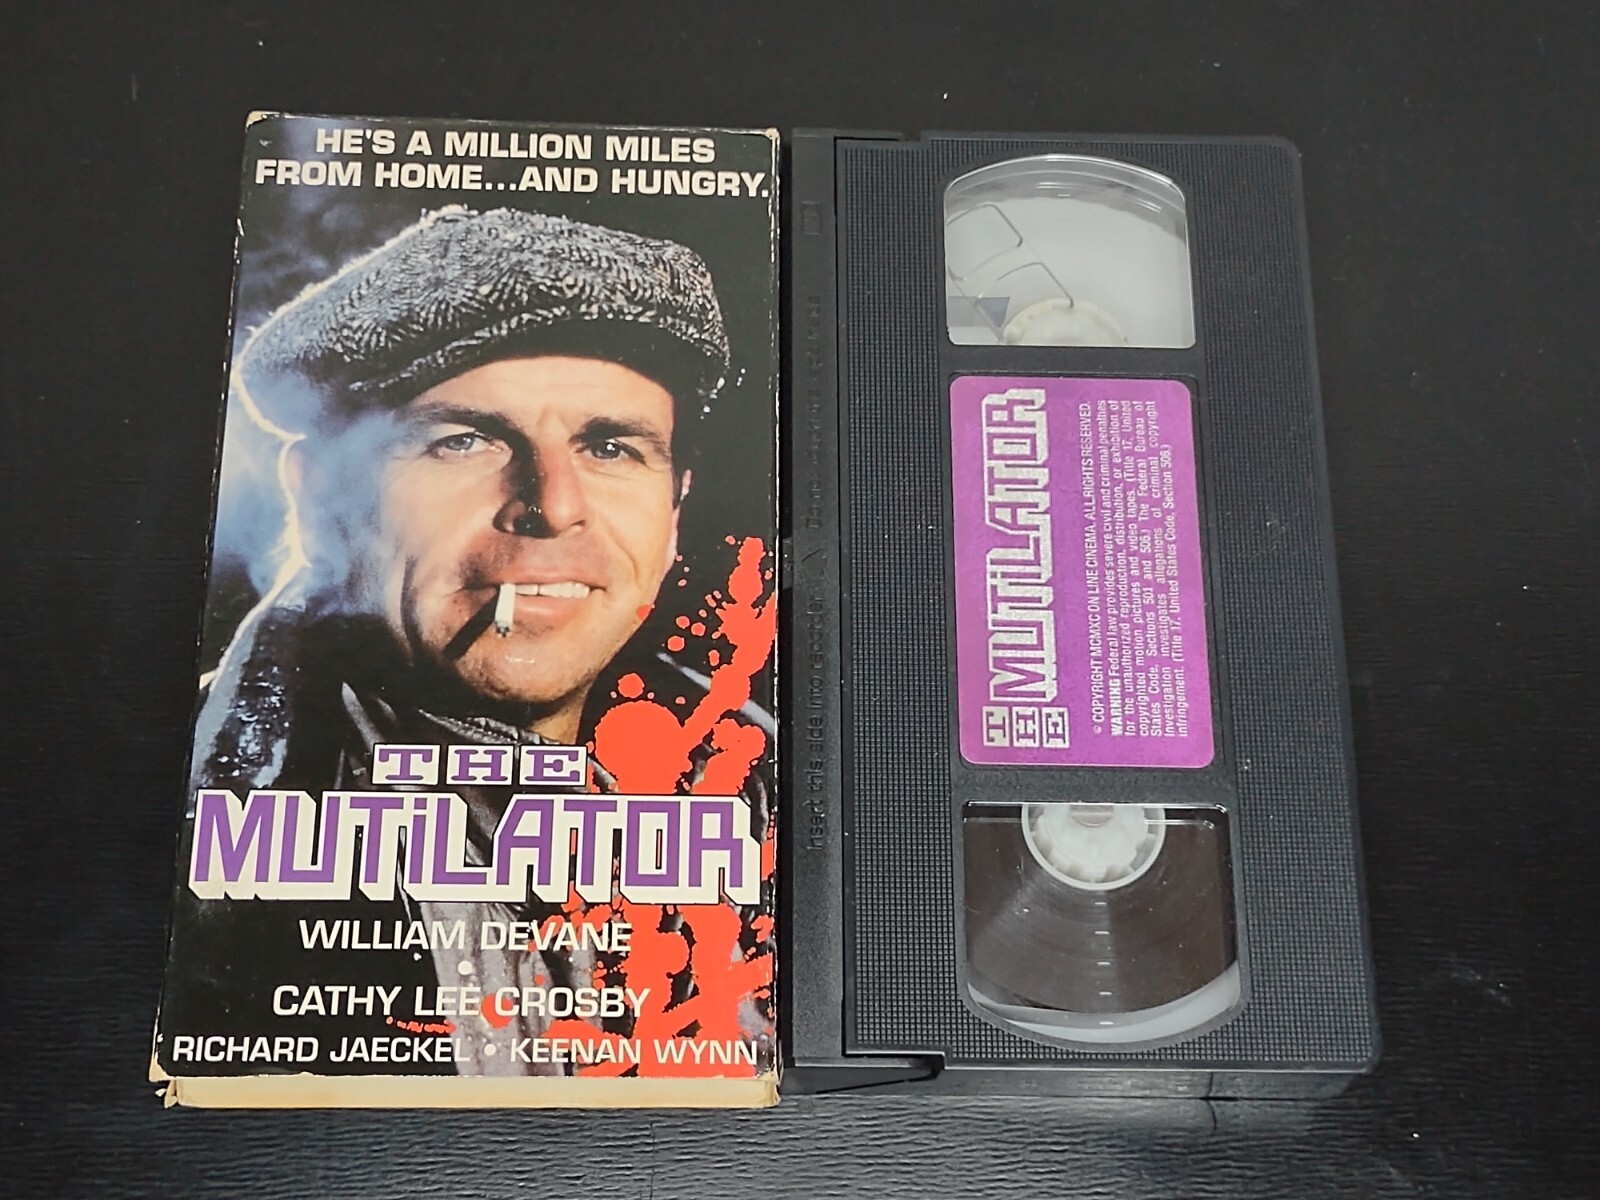 HE'S A MILLION MILES
FROM HOME...AND HUNGRY.
THE
MUTiLATOR
WILLIAM DEVANE
•
CATHY LEE CROSBY
RICHARD JAECKEL • KEENAN WYNN
Insert this side into recorder
THE
MUTiLATOR
© COPYRIGHT MCMXC ON LINE CINEMA. ALL RIGHTS RESERVED.
WARNING Federal law provides severe civil and criminal penalties
for the unauthorized reproduction, distribution, or exhibition of
copyrighted motion pictures and video tapes. (Title 17, United
States Code, Sections 501 and 506.) The Federal Bureau of
Investigation investigates allegations of criminal copyright
infringement. (Title 17, United States Code, Section 506.)